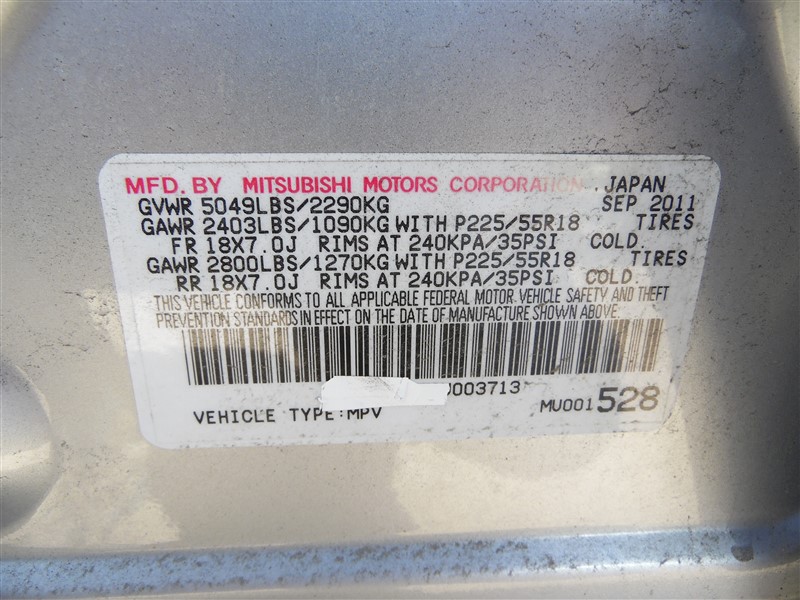 MFD. BY MITSUBISHI MOTORS CORPORATION, JAPAN
GVWR 5049LBS/2290KG SEP 2011
GAWR 2403LBS/1090KG WITH P225/55R18 TIRES
FR 18X7.0J RIMS AT 240KPA/35PSI COLD.
GAWR 2800LBS/1270KG WITH P225/55R18 TIRES
RR 18X7.0J RIMS AT 240KPA/35PSI COLD.
THIS VEHICLE CONFORMS TO ALL APPLICABLE FEDERAL MOTOR VEHICLE SAFETY AND THEFT
PREVENTION STANDARDS IN EFFECT ON THE DATE OF MANUFACTURE SHOWN ABOVE.
003713
VEHICLE TYPE:MPV MU001528